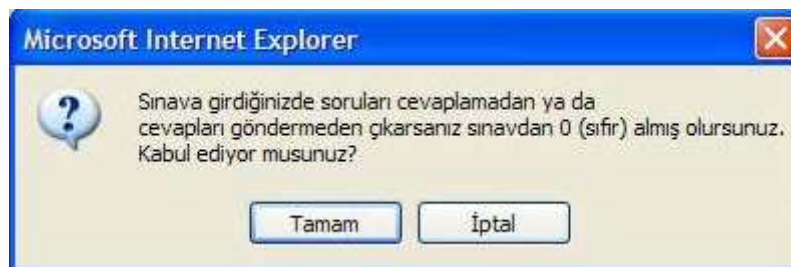 Microsoft Internet Explorer
Sınava girdiğinizde soruları cevaplamadan ya da
cevapları göndermeden çıkarsanız sınavdan 0 (sıfır) almış olursunuz.
Kabul ediyor musunuz?
Tamam İptal